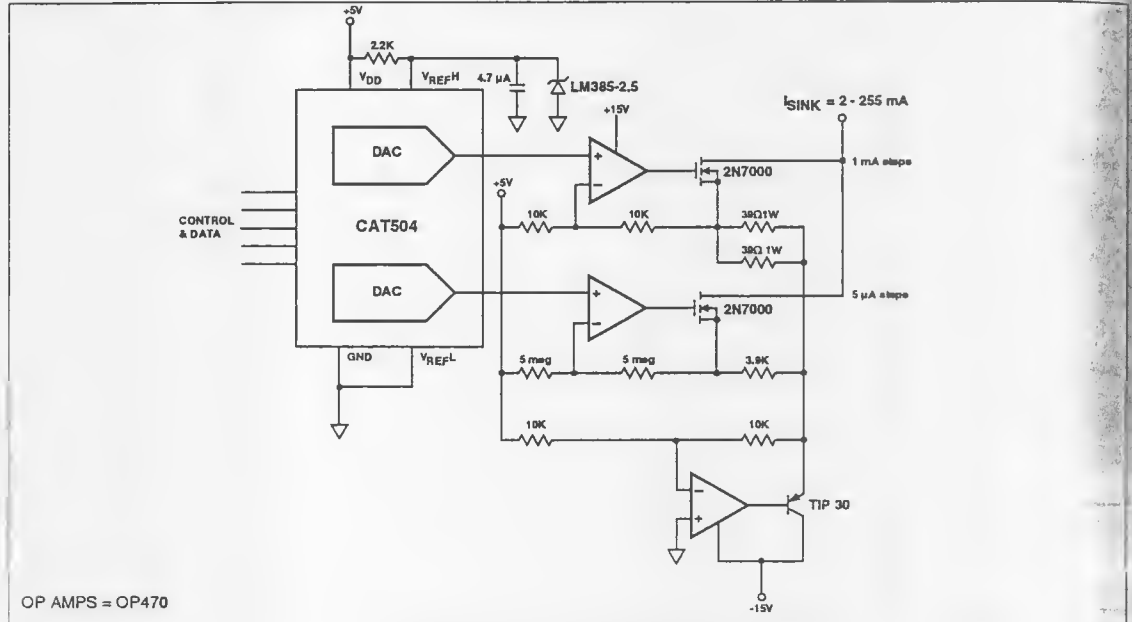 +5V
2.2K
VDD
VREFH
4.7 µA
LM385-2.5
+15V
ISINK = 2 - 255 mA
DAC
+
−
2N7000
1 mA steps
+5V
CONTROL
& DATA
CAT504
10K
10K
39Ω1W
39Ω 1W
DAC
+
−
2N7000
5 µA steps
GND
VREFL
5 meg
5 meg
3.9K
10K
10K
−
+
TIP 30
-15V
OP AMPS = OP470